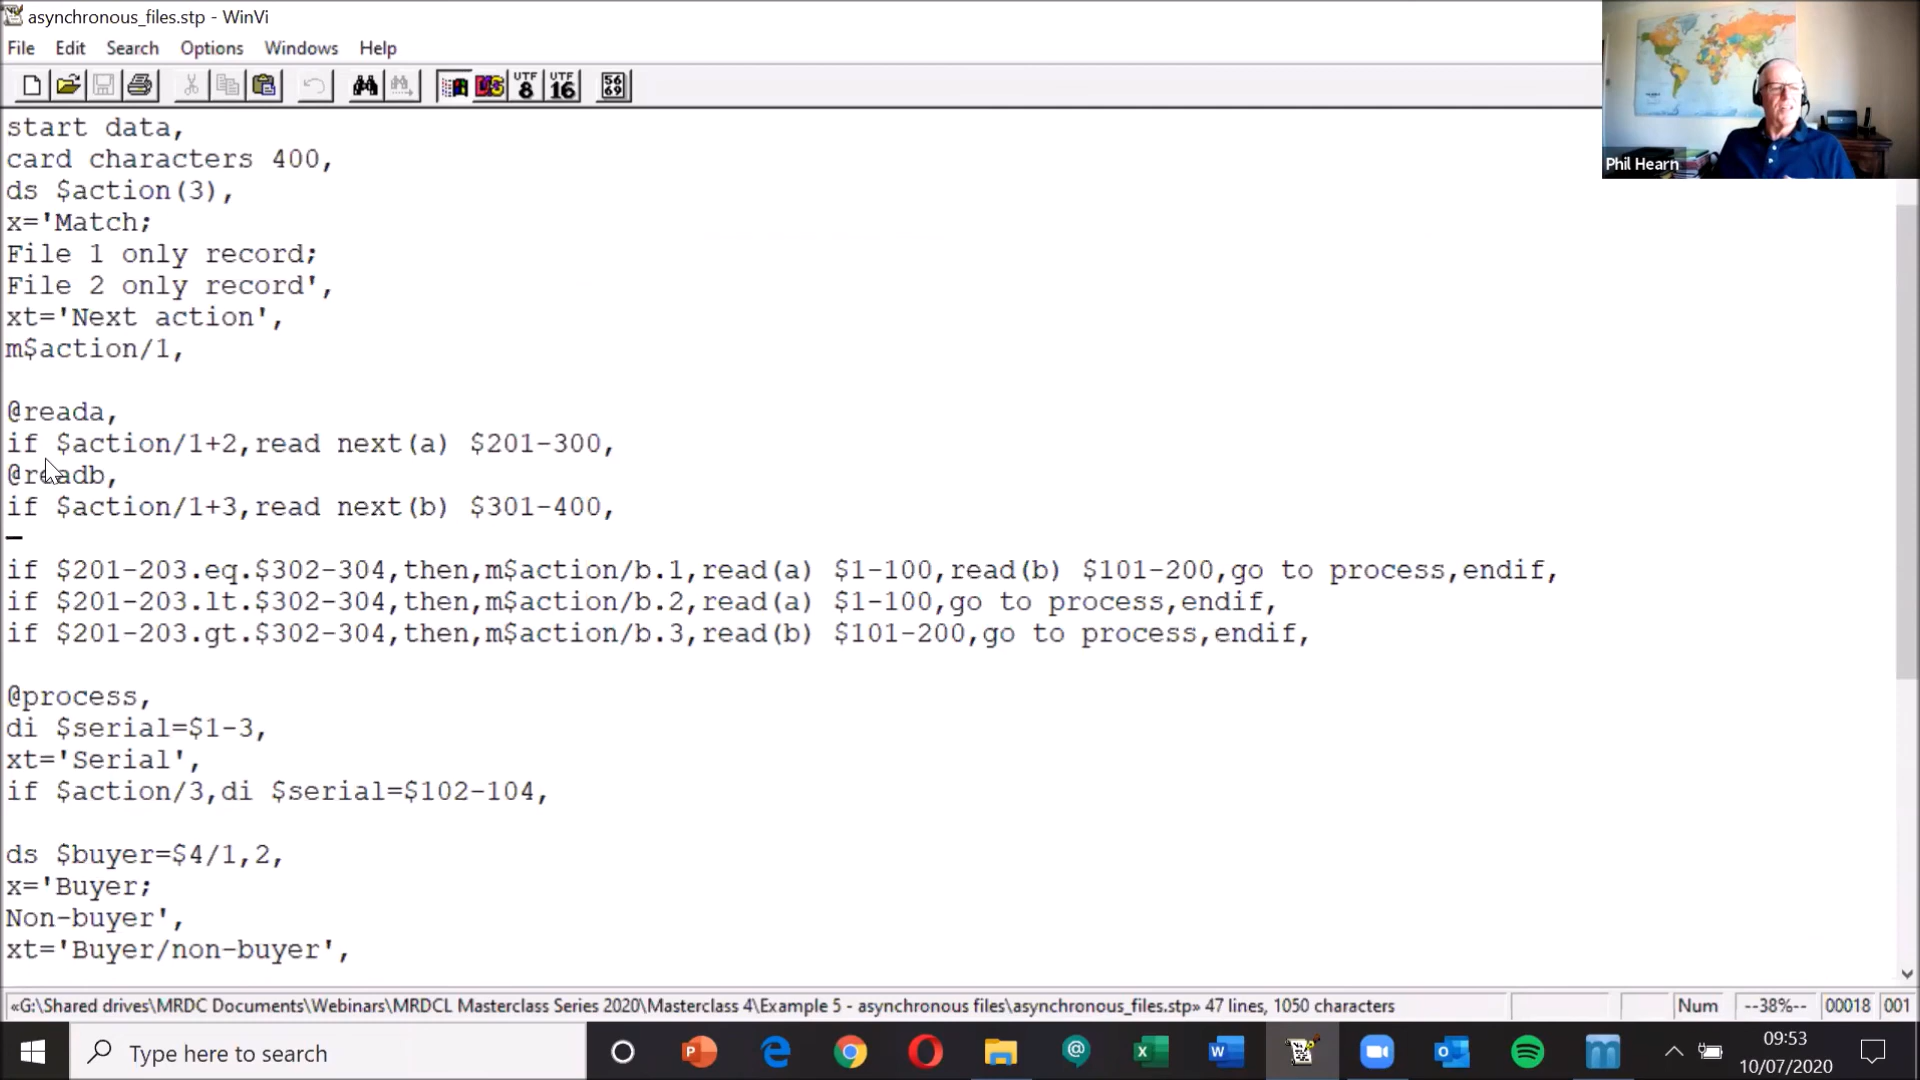 asynchronous_files.stp - WinVi
File Edit Search Options Windows Help
UTF 8 UTF 16 56 69
Phil Hearn
start data,
card characters 400,
ds $action(3),
x='Match;
File 1 only record;
File 2 only record',
xt='Next action',
m$action/1,
@reada,
if $action/1+2,read next(a) $201-300,
@readb,
if $action/1+3,read next(b) $301-400,
if $201-203.eq.$302-304,then,m$action/b.1,read(a) $1-100,read(b) $101-200,go to process,endif,
if $201-203.lt.$302-304,then,m$action/b.2,read(a) $1-100,go to process,endif,
if $201-203.gt.$302-304,then,m$action/b.3,read(b) $101-200,go to process,endif,
@process,
di $serial=$1-3,
xt='Serial',
if $action/3,di $serial=$102-104,
ds $buyer=$4/1,2,
x='Buyer;
Non-buyer',
xt='Buyer/non-buyer',
«G:\Shared drives\MRDC Documents\Webinars\MRDCL Masterclass Series 2020\Masterclass 4\Example 5 - asynchronous files\asynchronous_files.stp» 47 lines, 1050 characters Num --38%-- 00018 001
Type here to search
09:53
10/07/2020